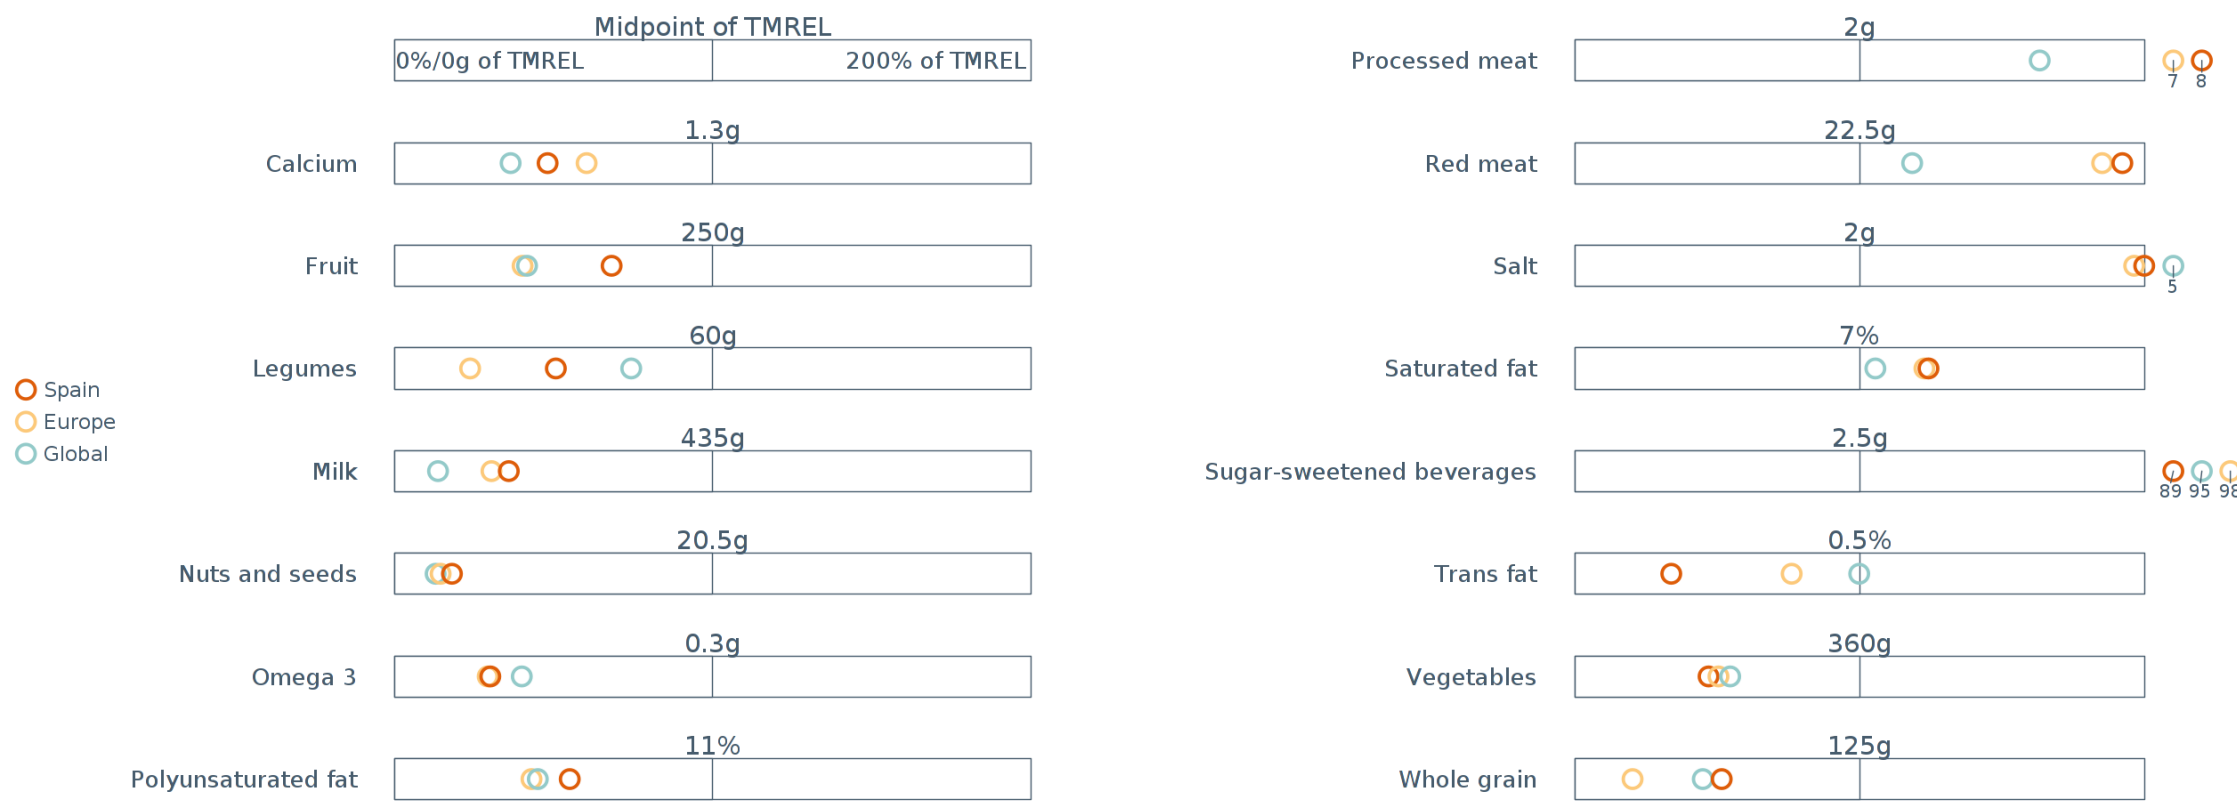 Midpoint of TMREL
0%/0g of TMREL 200% of TMREL
Calcium 1.3g
Fruit 250g
Legumes 60g
Milk 435g
Nuts and seeds 20.5g
Omega 3 0.3g
Polyunsaturated fat 11%
Spain
Europe
Global
Processed meat 2g 7 8
Red meat 22.5g
Salt 2g 5
Saturated fat 7%
Sugar-sweetened beverages 2.5g 89 95 98
Trans fat 0.5%
Vegetables 360g
Whole grain 125g